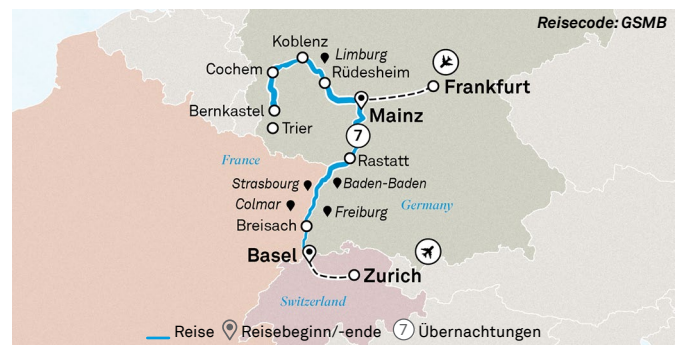 Reisecode: GSMB
Koblenz
Limburg
Cochem
Rüdesheim
Frankfurt
Bernkastel
Mainz
Trier
7
France
Rastatt
Strasbourg
Baden-Baden
Colmar
Freiburg
Germany
Breisach
Basel
Zurich
Switzerland
Reise Reisebeginn/-ende 7 Übernachtungen